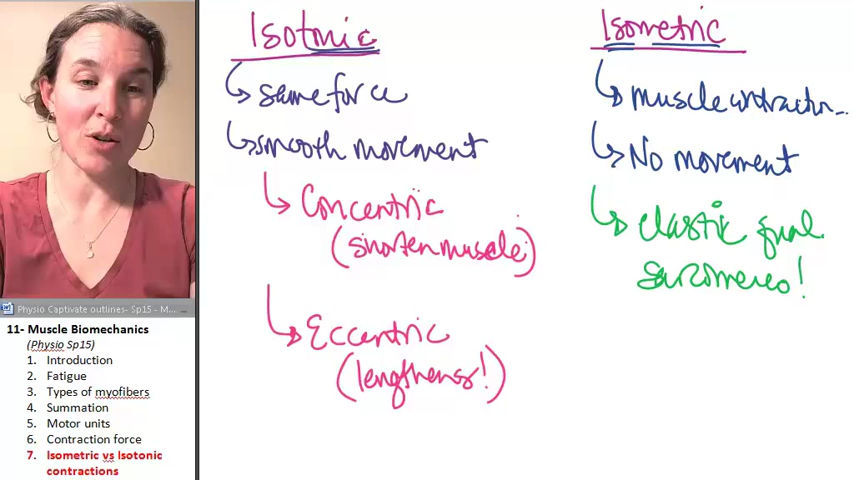 Isotonic
same force
smooth movement
Concentric
(shorten muscle)
Eccentric
(lengthens!)
Isometric
muscle contraction
No movement
elastic
sarcomeres!
Physio Captivate outlines- Sp15 - M...
11- Muscle Biomechanics
(Physio Sp15)
1. Introduction
2. Fatigue
3. Types of myofibers
4. Summation
5. Motor units
6. Contraction force
7. Isometric vs Isotonic
contractions